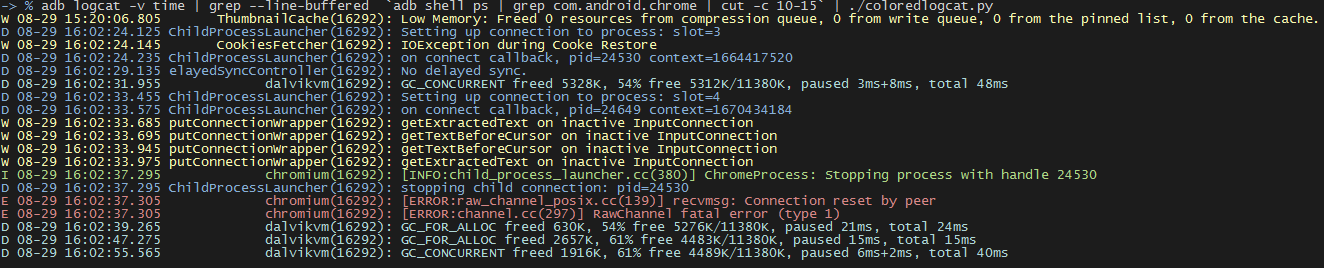 -> % adb logcat -v time | grep --line-buffered `adb shell ps | grep com.android.chrome | cut -c 10-15` | ./coloredlogcat.py
W 08-29 15:20:06.805 ThumbnailCache(16292): Low Memory: Freed 0 resources from compression queue, 0 from write queue, 0 from the pinned list, 0 from the cache.
D 08-29 16:02:24.125 ChildProcessLauncher(16292): Setting up connection to process: slot=3
W 08-29 16:02:24.145 CookiesFetcher(16292): IOException during Cooke Restore
D 08-29 16:02:24.235 ChildProcessLauncher(16292): on connect callback, pid=24530 context=1664417520
D 08-29 16:02:29.135 elayedSyncController(16292): No delayed sync.
D 08-29 16:02:31.955 dalvikvm(16292): GC_CONCURRENT freed 5328K, 54% free 5312K/11380K, paused 3ms+8ms, total 48ms
D 08-29 16:02:33.455 ChildProcessLauncher(16292): Setting up connection to process: slot=4
D 08-29 16:02:33.575 ChildProcessLauncher(16292): on connect callback, pid=24649 context=1670434184
W 08-29 16:02:33.685 putConnectionWrapper(16292): getExtractedText on inactive InputConnection
W 08-29 16:02:33.695 putConnectionWrapper(16292): getTextBeforeCursor on inactive InputConnection
W 08-29 16:02:33.945 putConnectionWrapper(16292): getTextBeforeCursor on inactive InputConnection
W 08-29 16:02:33.975 putConnectionWrapper(16292): getExtractedText on inactive InputConnection
I 08-29 16:02:37.295 chromium(16292): [INFO:child_process_launcher.cc(380)] ChromeProcess: Stopping process with handle 24530
D 08-29 16:02:37.295 ChildProcessLauncher(16292): stopping child connection: pid=24530
E 08-29 16:02:37.305 chromium(16292): [ERROR:raw_channel_posix.cc(139)] recvmsg: Connection reset by peer
E 08-29 16:02:37.305 chromium(16292): [ERROR:channel.cc(297)] RawChannel fatal error (type 1)
D 08-29 16:02:39.265 dalvikvm(16292): GC_FOR_ALLOC freed 630K, 54% free 5276K/11380K, paused 21ms, total 24ms
D 08-29 16:02:47.275 dalvikvm(16292): GC_FOR_ALLOC freed 2657K, 61% free 4483K/11380K, paused 15ms, total 15ms
D 08-29 16:02:55.565 dalvikvm(16292): GC_CONCURRENT freed 1916K, 61% free 4489K/11380K, paused 6ms+2ms, total 40ms